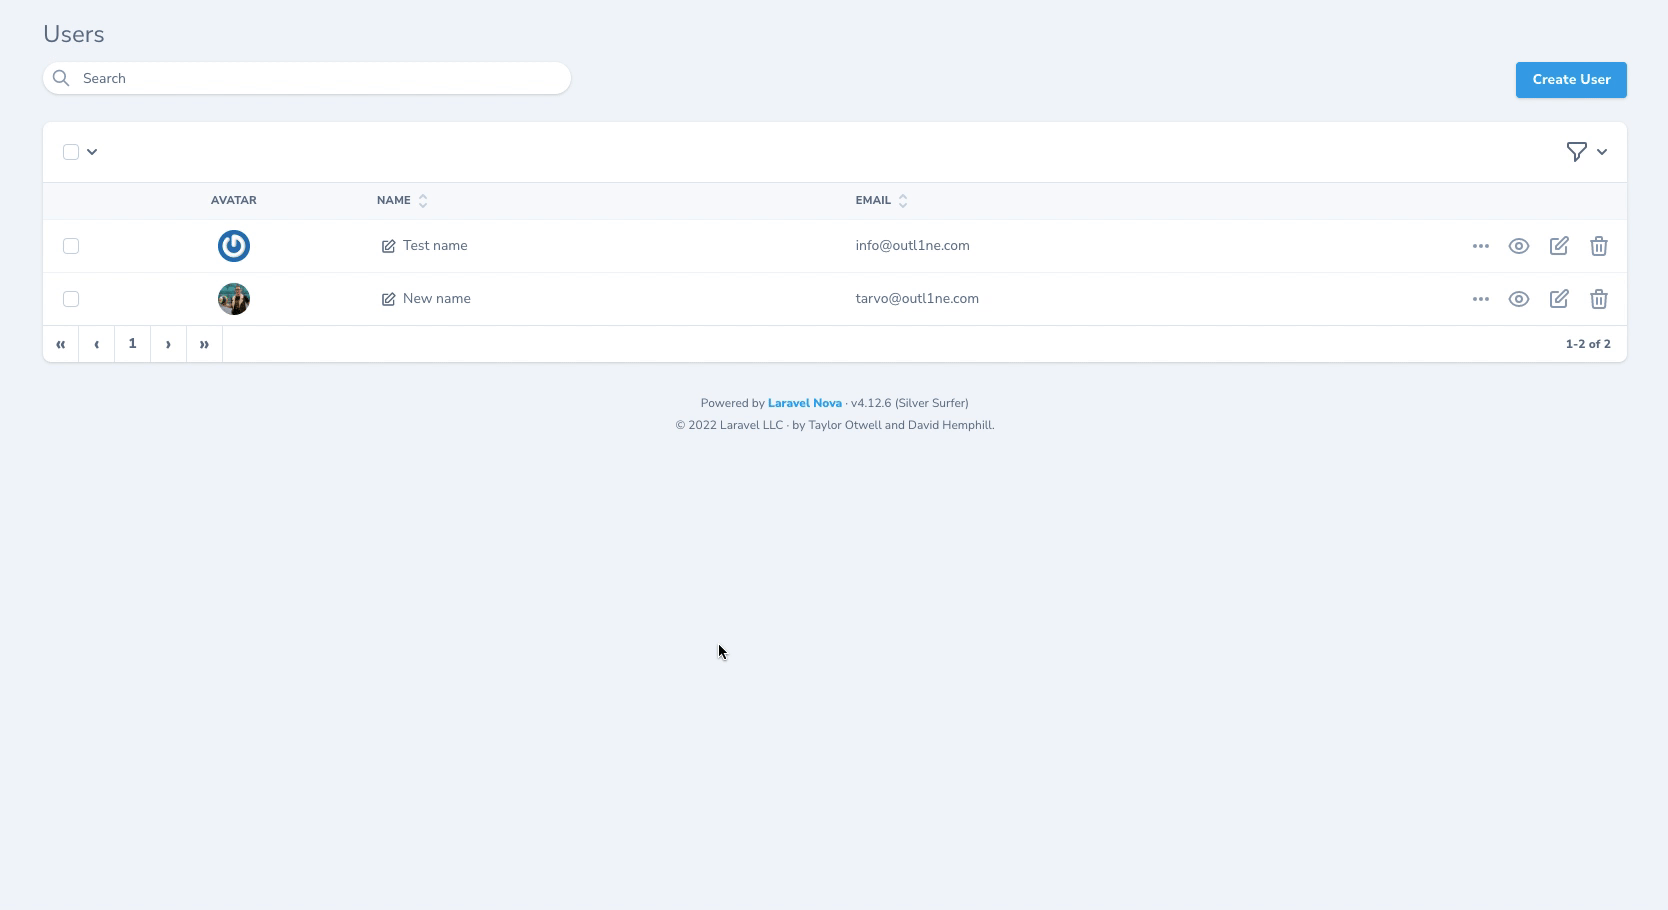 Users
Search
Create User
AVATAR NAME EMAIL
Test name info@outl1ne.com
New name tarvo@outl1ne.com
« ‹ 1 › » 1-2 of 2
Powered by Laravel Nova · v4.12.6 (Silver Surfer)
© 2022 Laravel LLC · by Taylor Otwell and David Hemphill.